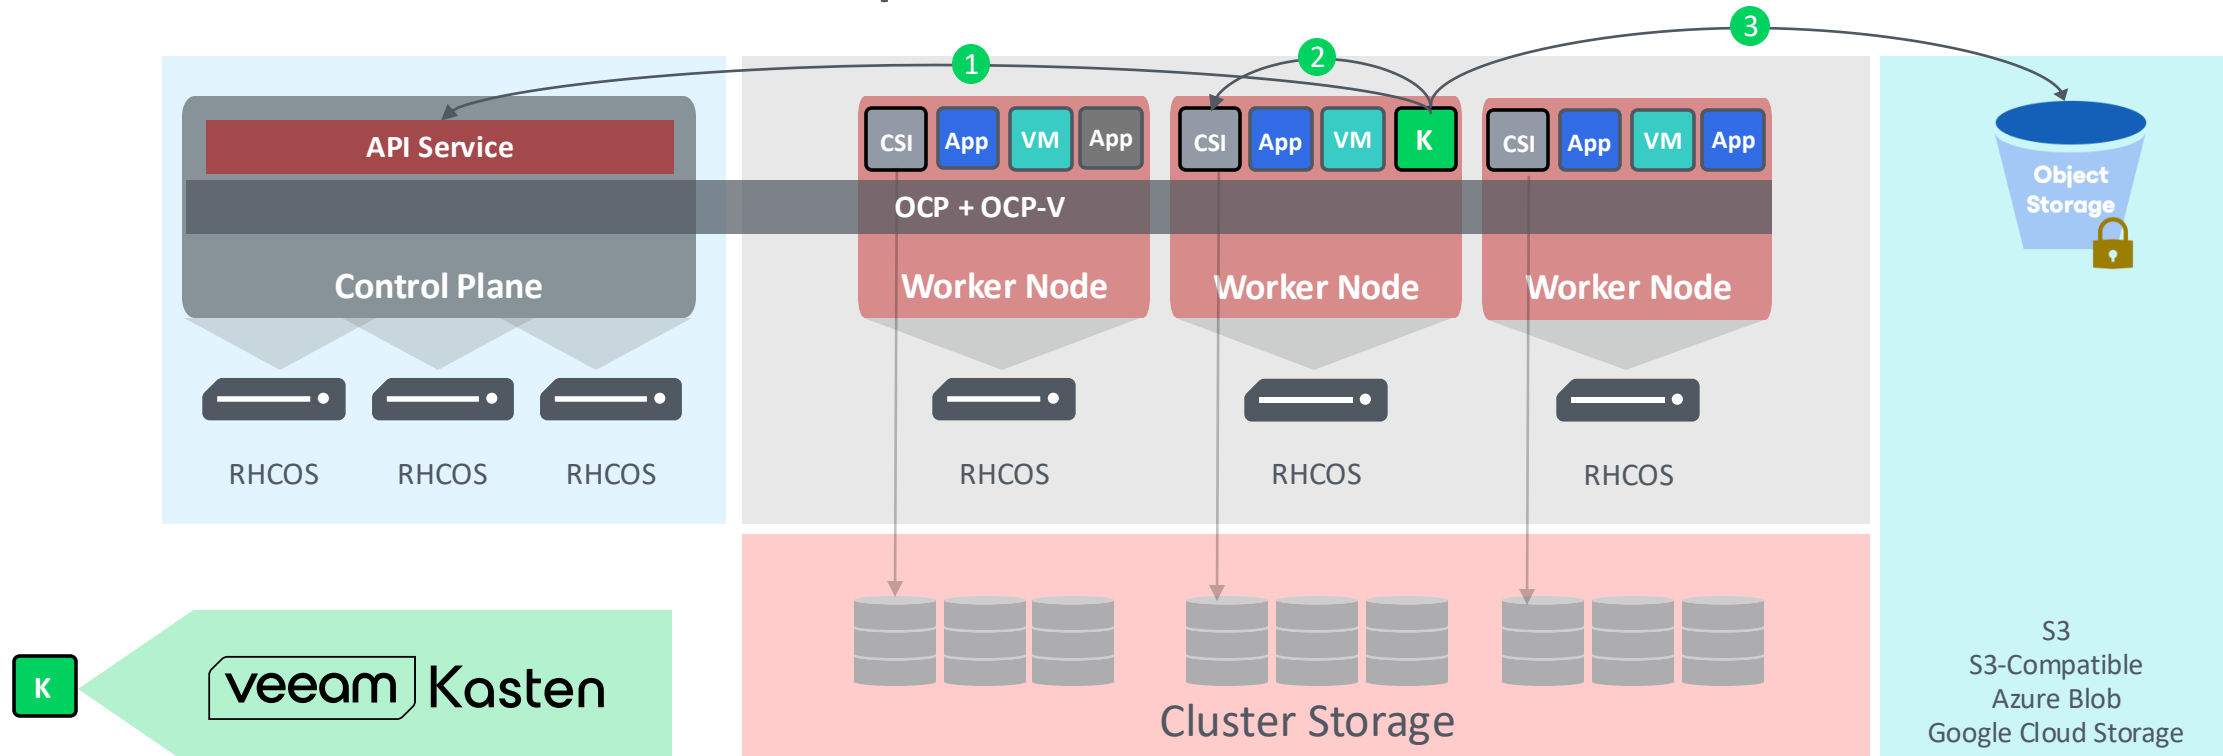 1
2
3
API Service
CSI
App
VM
App
CSI
App
VM
K
CSI
App
VM
App
Object
Storage
OCP + OCP-V
Control Plane
Worker Node
Worker Node
Worker Node
RHCOS
RHCOS
RHCOS
RHCOS
RHCOS
RHCOS
K
veeam Kasten
Cluster Storage
S3
S3-Compatible
Azure Blob
Google Cloud Storage